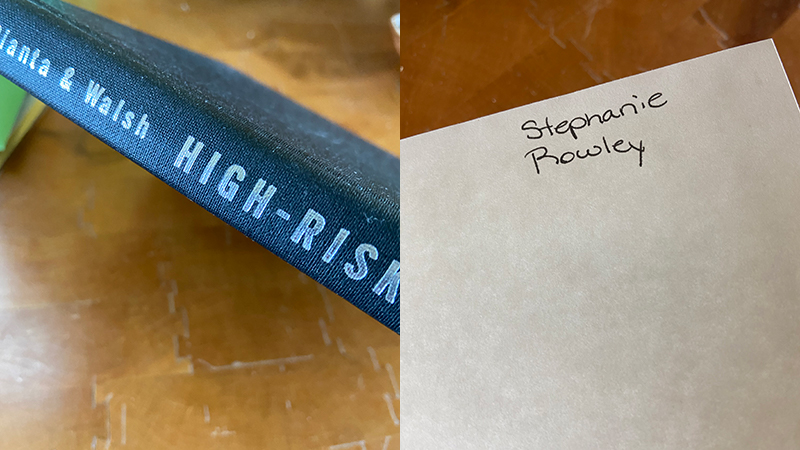 & Walsh HIGH-RISK
Stephanie
Rowley